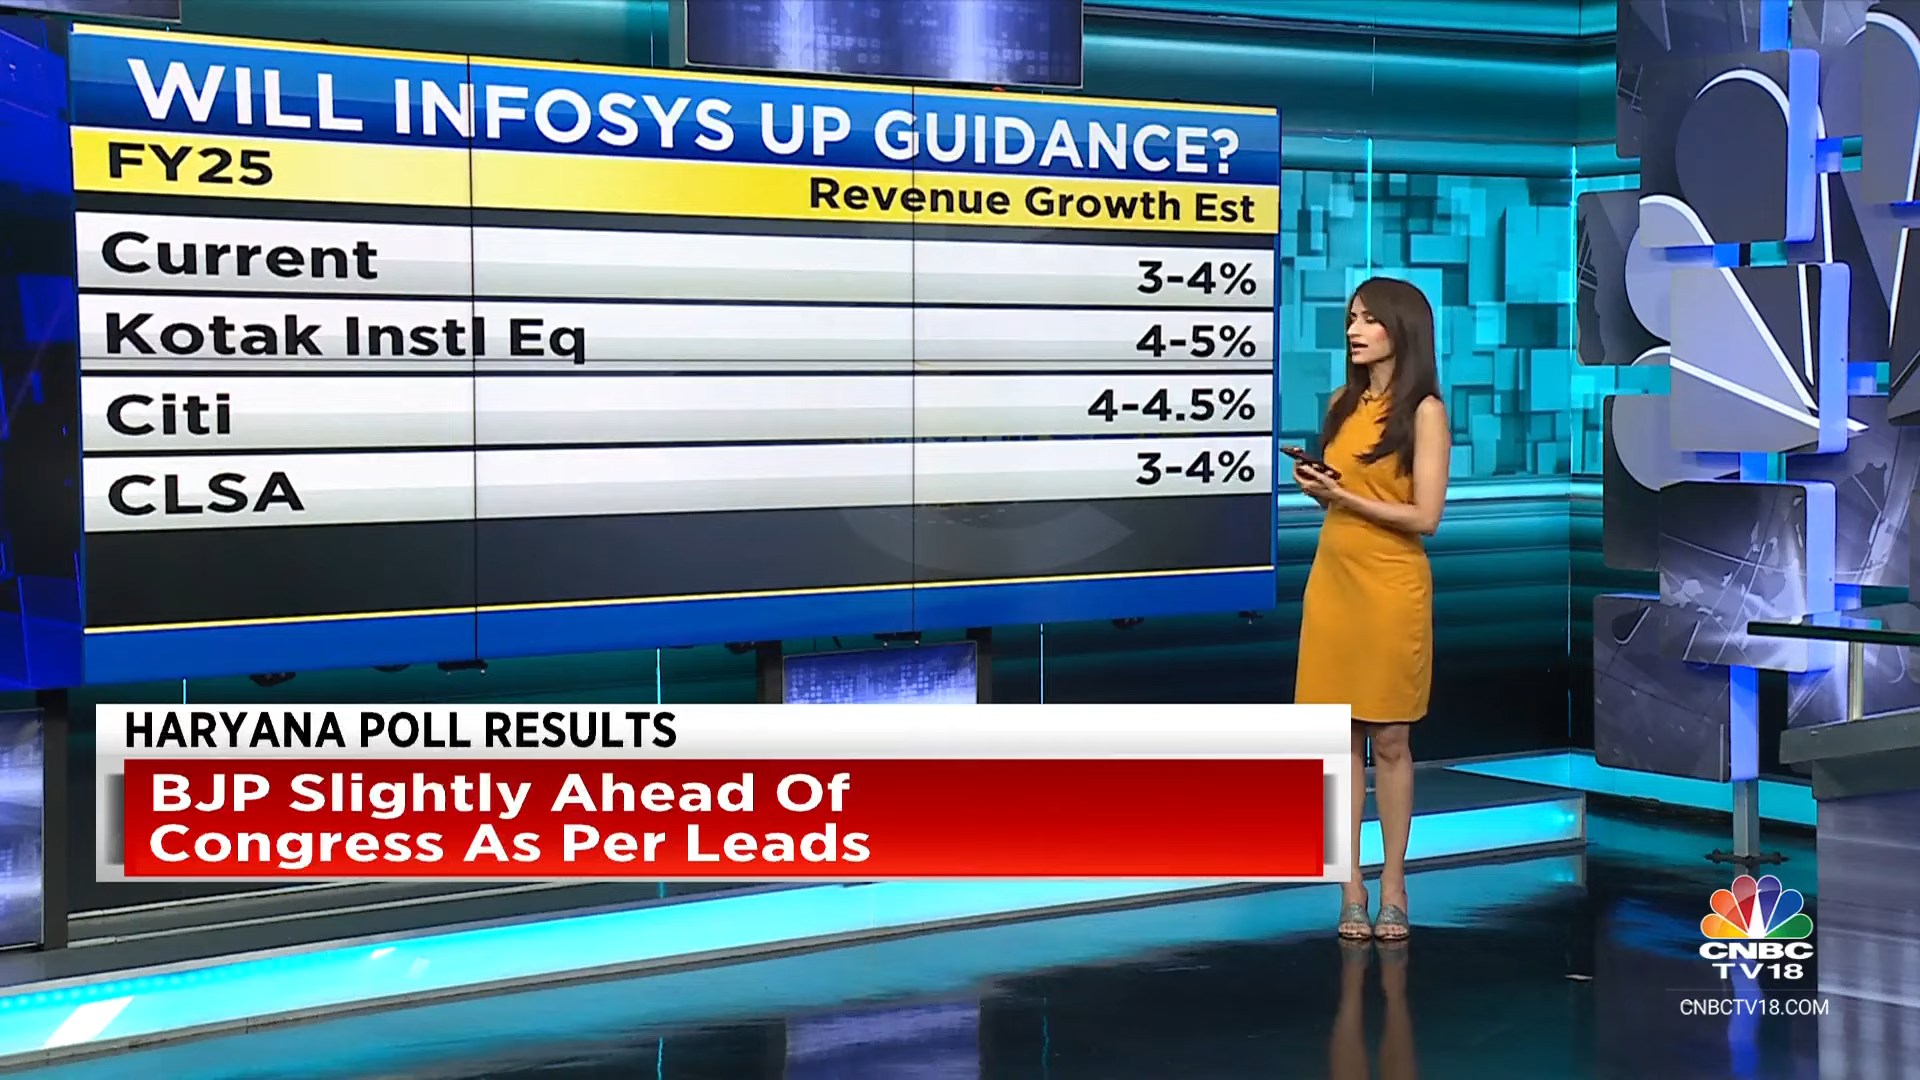 WILL INFOSYS UP GUIDANCE?
FY25 Revenue Growth Est
Current 3-4%
Kotak Instl Eq 4-5%
Citi 4-4.5%
CLSA 3-4%
HARYANA POLL RESULTS
BJP Slightly Ahead Of
Congress As Per Leads
CNBC
TV18
CNBCTV18.COM